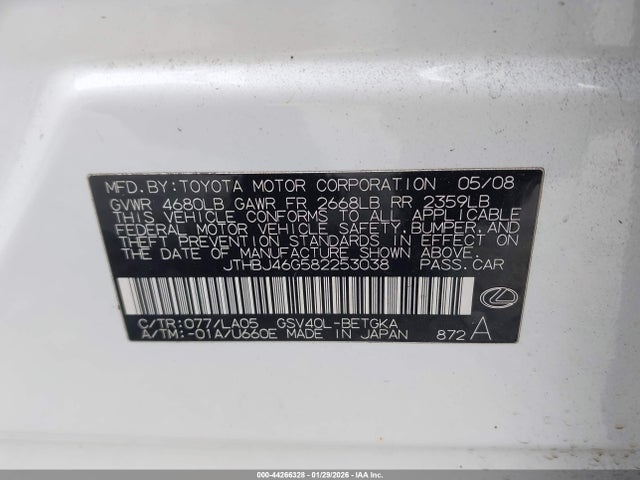 MFD.BY:TOYOTA MOTOR CORPORATION 05/08
GVWR 4680LB GAWR FR 2668LB RR 2359LB
THIS VEHICLE CONFORMS TO ALL APPLICABLE
FEDERAL MOTOR VEHICLE SAFETY,BUMPER,AND
THEFT PREVENTION STANDARDS IN EFFECT ON
THE DATE OF MANUFACTURE SHOWN ABOVE.
JTHBJ46G582253038 PASS.CAR
C/TR:077/LA05 GSV40L-BETGKA
A/TM:-01A/U660E MADE IN JAPAN 872 A
000-44266328 | 01/29/2026 | IAA Inc.